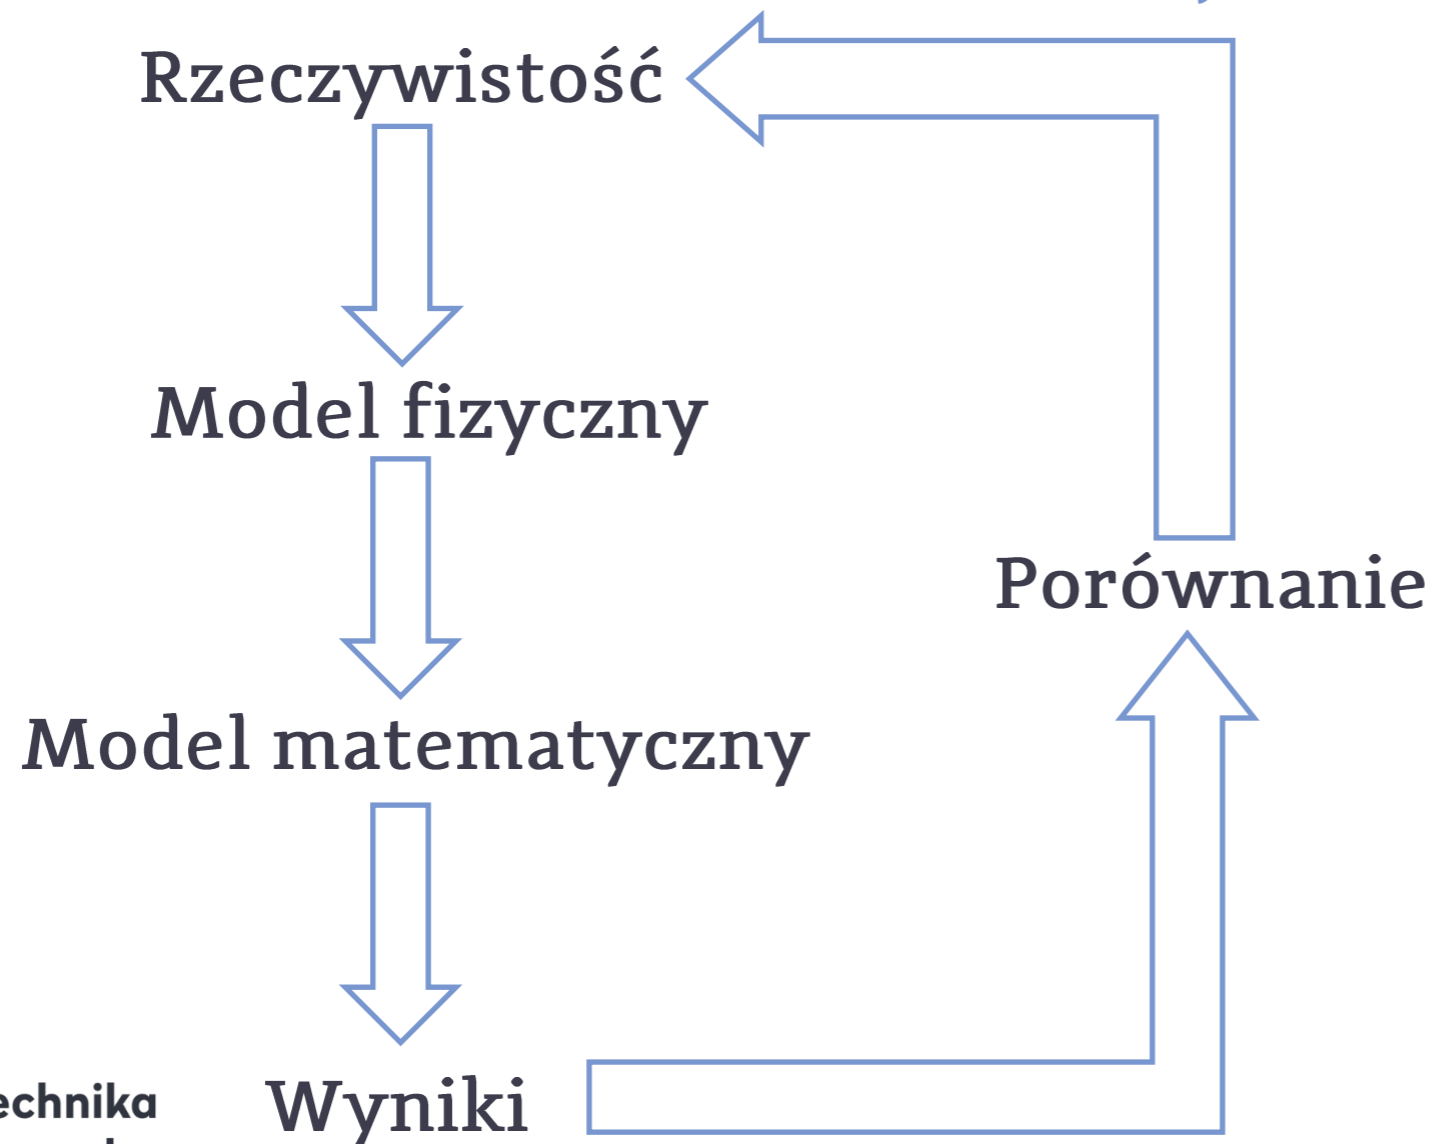 Rzeczywistość
Model fizyczny
Porównanie
Model matematyczny
Wyniki
echnika